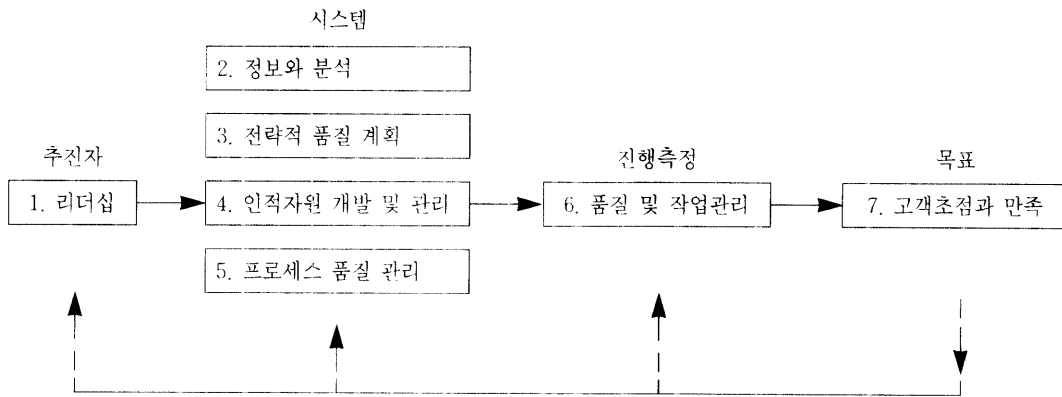 시스템
2. 정보와 분석
3. 전략적 품질 계획
추진자
진행측정
목표
1. 리더십
4. 인적자원 개발 및 관리
6. 품질 및 작업관리
7. 고객초점과 만족
5. 프로세스 품질 관리